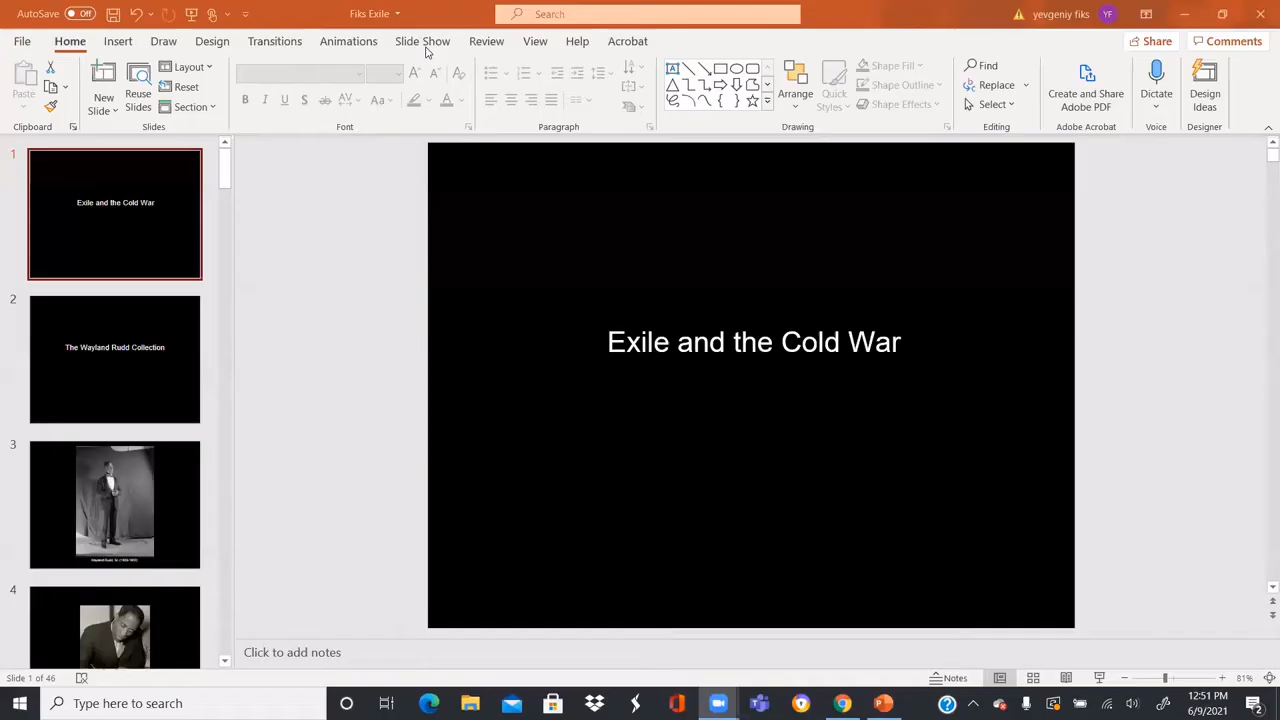 AutoSave Off Fiks Exile Search yevgeniy fiks YF
File Home Insert Draw Design Transitions Animations Slide Show Review View Help Acrobat Share Comments
Paste
Clipboard
New Slide
Reuse Slides
Layout
Reset
Section
Slides
Font
Paragraph
Arrange
Quick Styles
Shape Fill
Shape Outline
Shape Effects
Drawing
Find
Replace
Select
Editing
Create and Share Adobe PDF
Adobe Acrobat
Dictate
Voice
Design Ideas
Designer
1
Exile and the Cold War
2
The Wayland Rudd Collection
3
4
Exile and the Cold War
Click to add notes
Slide 1 of 46 Notes 81%
Type here to search 12:51 PM
6/9/2021 2